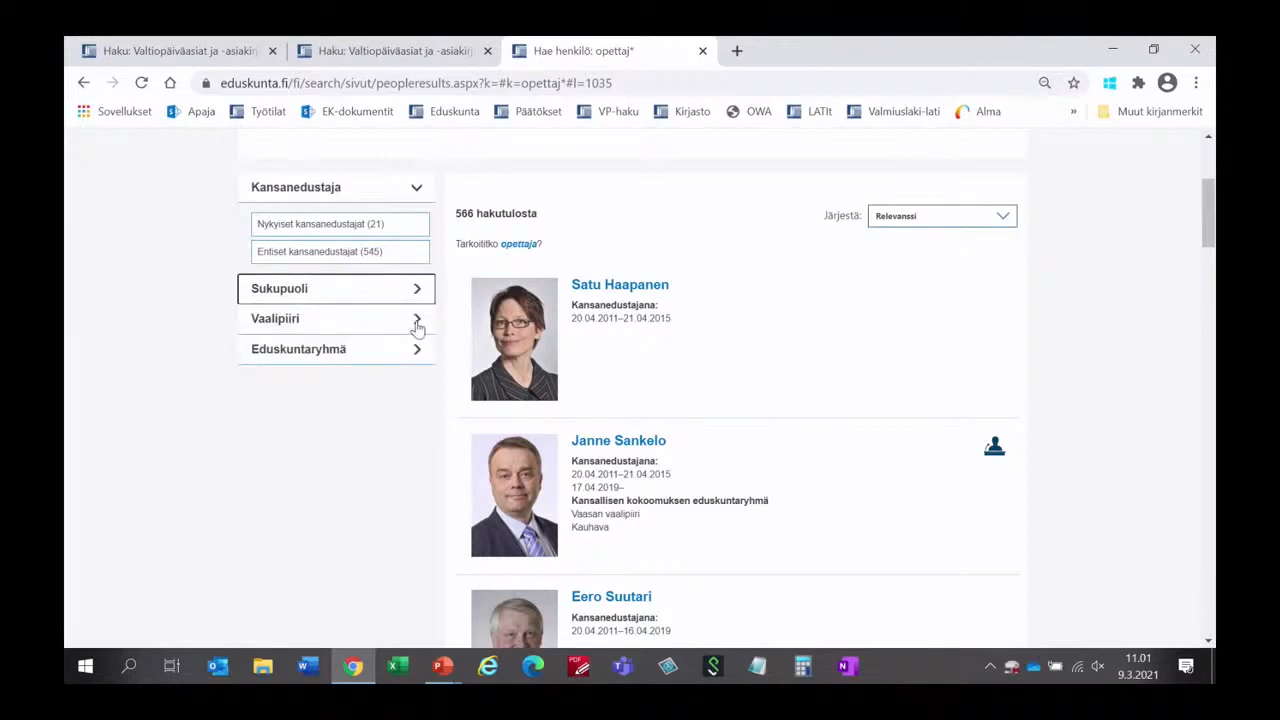 Haku: Valtiopäiväasiat ja -asiakirj
Haku: Valtiopäiväasiat ja -asiakirj
Hae henkilö: opettaj*
eduskunta.fi/fi/search/sivut/peopleresults.aspx?k=#k=opettaj*#l=1035
Sovellukset Apaja Työtilat EK-dokumentit Eduskunta Päätökset VP-haku Kirjasto OWA LATIt Valmiuslaki-lati Alma » Muut kirjanmerkit
Kansanedustaja
Nykyiset kansanedustajat (21)
Entiset kansanedustajat (545)
Sukupuoli
Vaalipiiri
Eduskuntaryhmä
566 hakutulosta
Järjestä: Relevanssi
Tarkoititko opettaja?
Satu Haapanen
Kansanedustajana:
20.04.2011–21.04.2015
Janne Sankelo
Kansanedustajana:
20.04.2011–21.04.2015
17.04.2019–
Kansallisen kokoomuksen eduskuntaryhmä
Vaasan vaalipiiri
Kauhava
Eero Suutari
Kansanedustajana:
20.04.2011–16.04.2019
11.01
9.3.2021